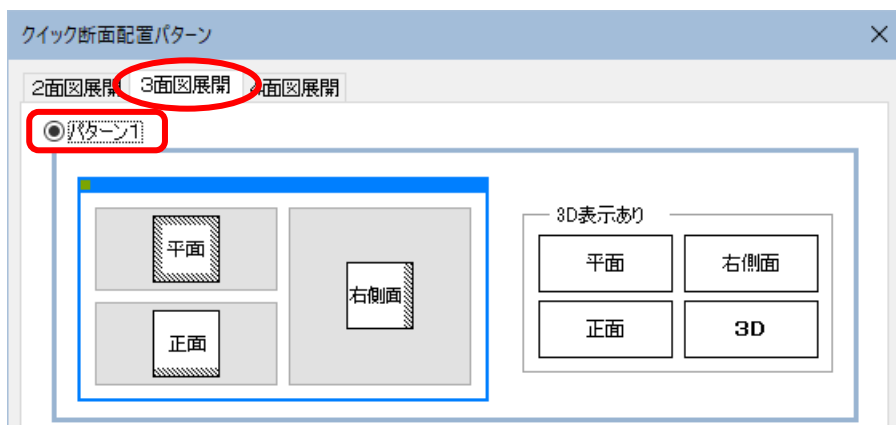 クイック断面配置パターン
2面図展開 3面図展開 4面図展開
パターン1
平面
正面
右側面
3D表示あり
平面 右側面
正面 3D